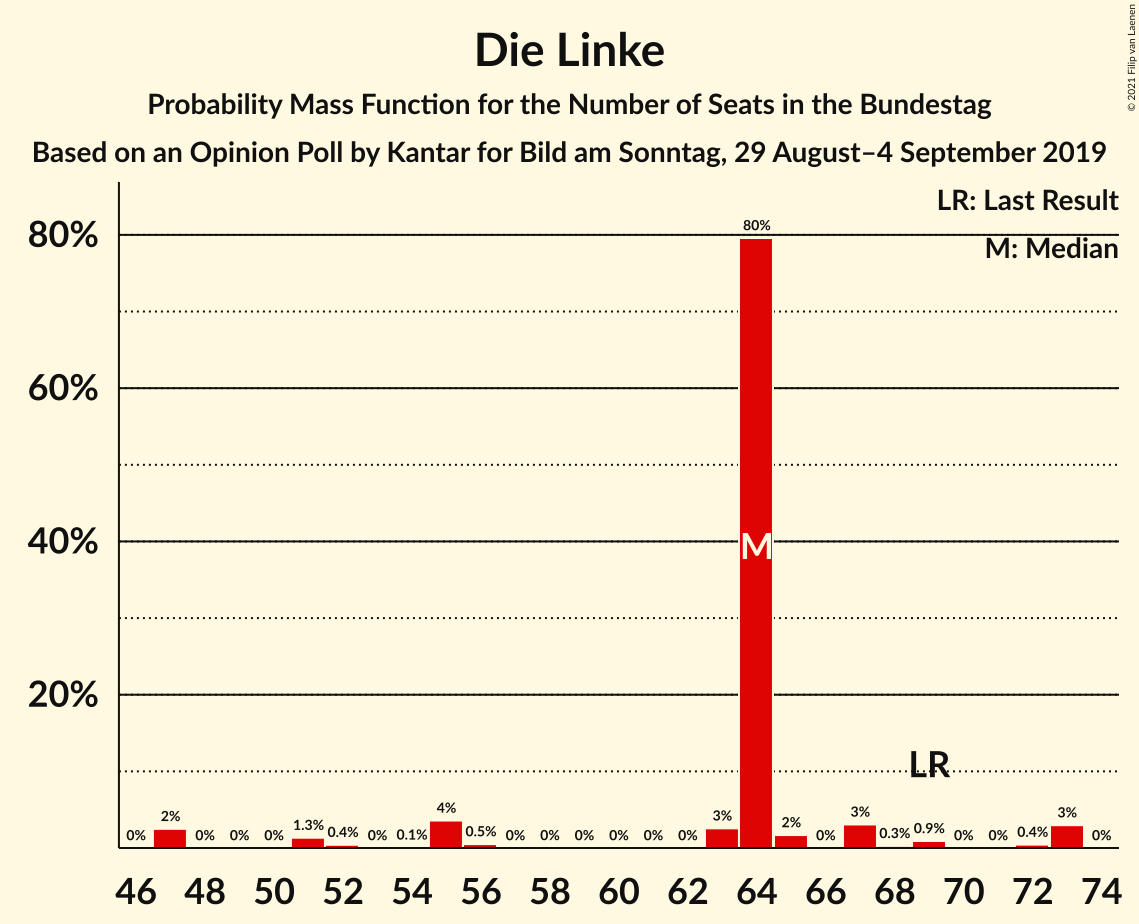 Die Linke
Probability Mass Function for the Number of Seats in the Bundestag
Based on an Opinion Poll by Kantar for Bild am Sonntag, 29 August–4 September 2019
© 2021 Filip van Laenen
LR: Last Result
M: Median
80%
60%
40%
20%
0% 2% 0% 0% 0% 1.3% 0.4% 0% 0.1% 4% 0.5% 0% 0% 0% 0% 0% 0% 3% 80% 2% 0% 3% 0.3% 0.9% 0% 0% 0.4% 3% 0%
M
LR
46 48 50 52 54 56 58 60 62 64 66 68 70 72 74